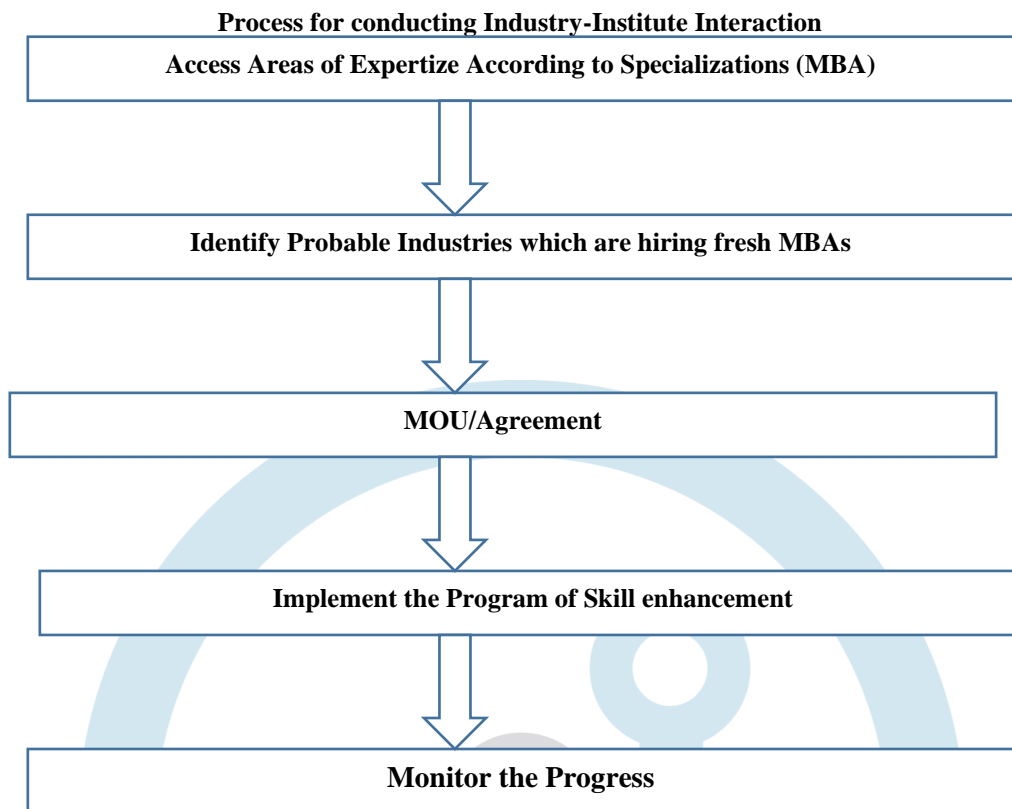 Process for conducting Industry-Institute Interaction
Access Areas of Expertize According to Specializations (MBA)
Identify Probable Industries which are hiring fresh MBAs
MOU/Agreement
Implement the Program of Skill enhancement
Monitor the Progress